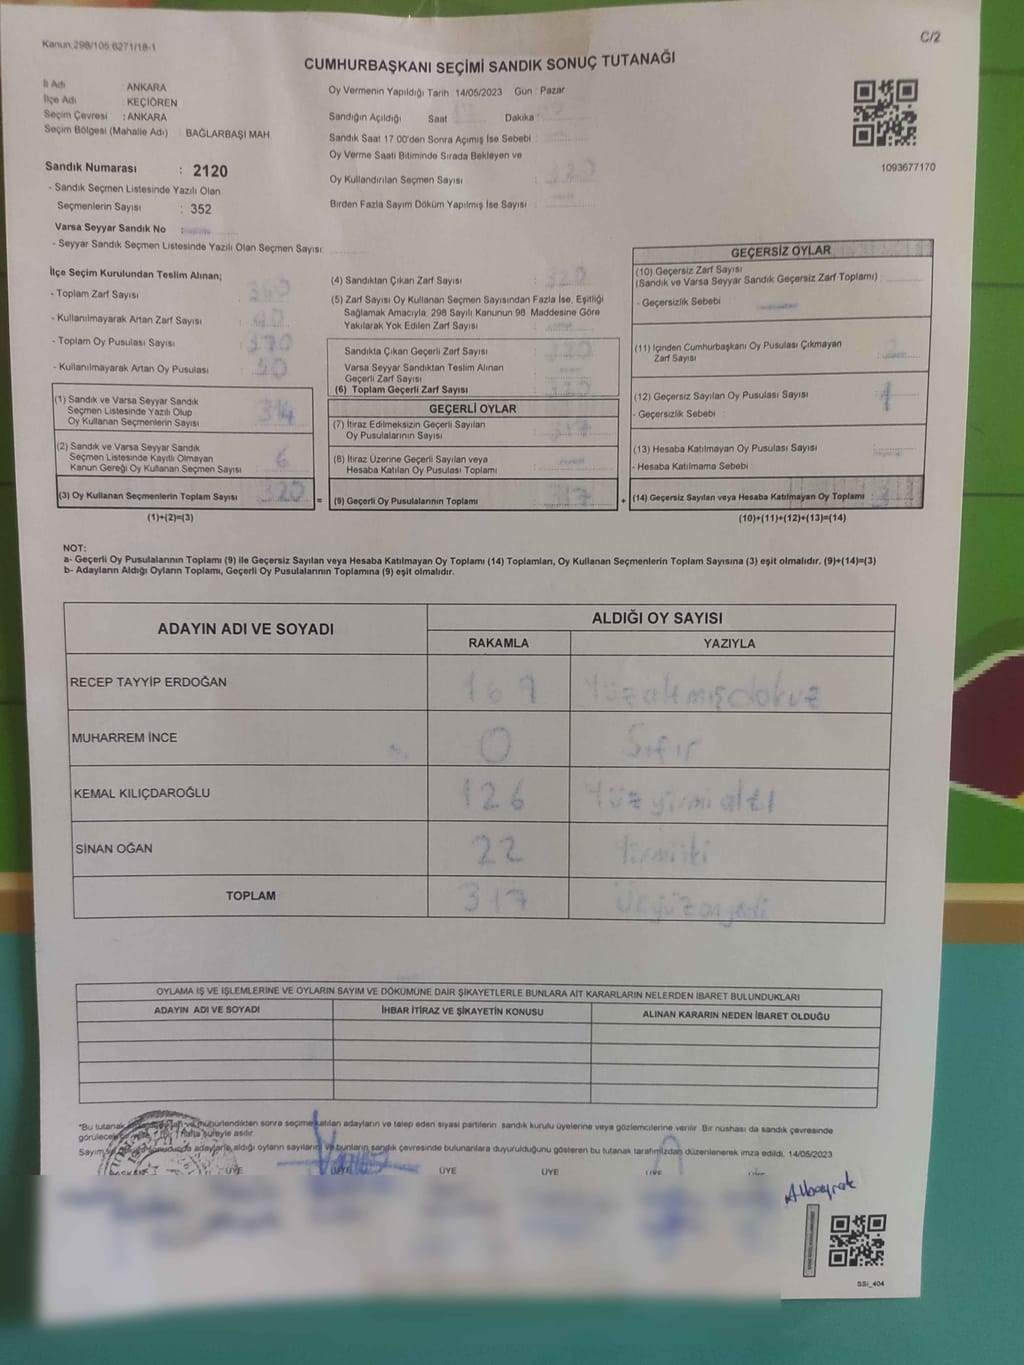 Kanun.298/105.6271/18-1
C/2
CUMHURBAŞKANI SEÇİMİ SANDIK SONUÇ TUTANAĞI
İl Adı : ANKARA
İlçe Adı : KEÇİÖREN
Seçim Çevresi : ANKARA
Seçim Bölgesi (Mahalle Adı) : BAĞLARBAŞI MAH
Oy Vermenin Yapıldığı Tarih : 14/05/2023 Gün : Pazar
Sandığın Açıldığı Saat Dakika
Sandık Saat 17.00'den Sonra Açımış İse Sebebi :
Oy Verme Saati Bitiminde Sırada Bekleyen ve
Oy Kullandırılan Seçmen Sayısı :
Birden Fazla Sayım Döküm Yapılmış İse Sayısı :
1093677170
Sandık Numarası : 2120
- Sandık Seçmen Listesinde Yazılı Olan
Seçmenlerin Sayısı : 352
Varsa Seyyar Sandık No :
- Seyyar Sandık Seçmen Listesinde Yazılı Olan Seçmen Sayısı:
İlçe Seçim Kurulundan Teslim Alınan;
- Toplam Zarf Sayısı 360
- Kullanılmayarak Artan Zarf Sayısı 40
- Toplam Oy Pusulası Sayısı 370
- Kullanılmayarak Artan Oy Pusulası 50
(1) Sandık ve Varsa Seyyar Sandık
Seçmen Listesinde Yazılı Olup
Oy Kullanan Seçmenlerin Sayısı 314
(2) Sandık ve Varsa Seyyar Sandık
Seçmen Listesinde Kayıtlı Olmayan
Kanun Gereği Oy Kullanan Seçmen Sayısı 6
(3) Oy Kullanan Seçmenlerin Toplam Sayısı 320 =
(1)+(2)=(3)
(4) Sandıktan Çıkan Zarf Sayısı : 320
(5) Zarf Sayısı Oy Kullanan Seçmen Sayısından Fazla İse, Eşitliği
Sağlamak Amacıyla, 298 Sayılı Kanunun 98. Maddesine Göre
Yakılarak Yok Edilen Zarf Sayısı :
Sandıkta Çıkan Geçerli Zarf Sayısı : 320
Varsa Seyyar Sandıktan Teslim Alınan
Geçerli Zarf Sayısı
(6) Toplam Geçerli Zarf Sayısı : 320
GEÇERLİ OYLAR
(7) İtiraz Edilmeksizin Geçerli Sayılan
Oy Pusulalarının Sayısı : 317
(8) İtiraz Üzerine Geçerli Sayılan veya
Hesaba Katılan Oy Pusulası Toplamı :
(9) Geçerli Oy Pusulalarının Toplamı : 317 +
GEÇERSİZ OYLAR
(10) Geçersiz Zarf Sayısı
(Sandık ve Varsa Seyyar Sandık Geçersiz Zarf Toplamı) :
- Geçersizlik Sebebi :
(11) İçinden Cumhurbaşkanı Oy Pusulası Çıkmayan
Zarf Sayısı : 2
(12) Geçersiz Sayılan Oy Pusulası Sayısı : 1
- Geçersizlik Sebebi :
(13) Hesaba Katılmayan Oy Pusulası Sayısı :
- Hesaba Katılmama Sebebi :
(14) Geçersiz Sayılan veya Hesaba Katılmayan Oy Toplamı : 3
(10)+(11)+(12)+(13)=(14)
NOT:
a- Geçerli Oy Pusulalarının Toplamı (9) ile Geçersiz Sayılan veya Hesaba Katılmayan Oy Toplamı (14) Toplamları, Oy Kullanan Seçmenlerin Toplam Sayısına (3) eşit olmalıdır. (9)+(14)=(3)
b- Adayların Aldığı Oyların Toplamı, Geçerli Oy Pusulalarının Toplamına (9) eşit olmalıdır.
ADAYIN ADI VE SOYADI ALDIĞI OY SAYISI
RAKAMLA YAZIYLA
RECEP TAYYİP ERDOĞAN 169 Yüzaltmışdokuz
MUHARREM İNCE 0 Sıfır
KEMAL KILIÇDAROĞLU 126 Yüzyirmialtı
SİNAN OĞAN 22 Yirmiiki
TOPLAM 317 Üçyüzonyedi
OYLAMA İŞ VE İŞLEMLERİNE VE OYLARIN SAYIM VE DÖKÜMÜNE DAİR ŞİKAYETLERLE BUNLARA AİT KARARLARIN NELERDEN İBARET BULUNDUKLARI
ADAYIN ADI VE SOYADI İHBAR İTİRAZ VE ŞİKAYETİN KONUSU ALINAN KARARIN NEDEN İBARET OLDUĞU
*Bu tutanak mühürlendikten sonra seçime katılan adayların ve talep eden siyasi partilerin sandık kurulu üyelerine veya gözlemcilerine verilir. Bir nüshası da sandık çevresinde
hafta süreyle asılır.
adayların aldığı oyların sayılarını ve bunların sandık çevresinde bulunanlara duyurulduğunu gösteren bu tutanak tarafımızdan düzenlenerek imza edildi. 14/05/2023
ÜYE ÜYE ÜYE ÜYE ÜYE
Albayrak
SSİ_404